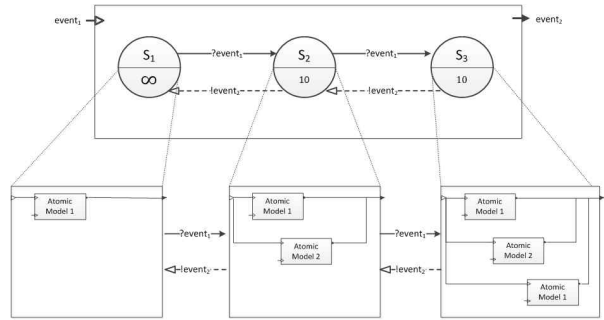 event₁
event₂
S₁
?event₁
S₂
?event₁
S₃
∞
10
10
!event₂
!event₂
Atomic
Model 1
Atomic
Model 1
Atomic
Model 2
Atomic
Model 1
Atomic
Model 2
Atomic
Model 1
?event₁
?event₁
!event₂
!event₂